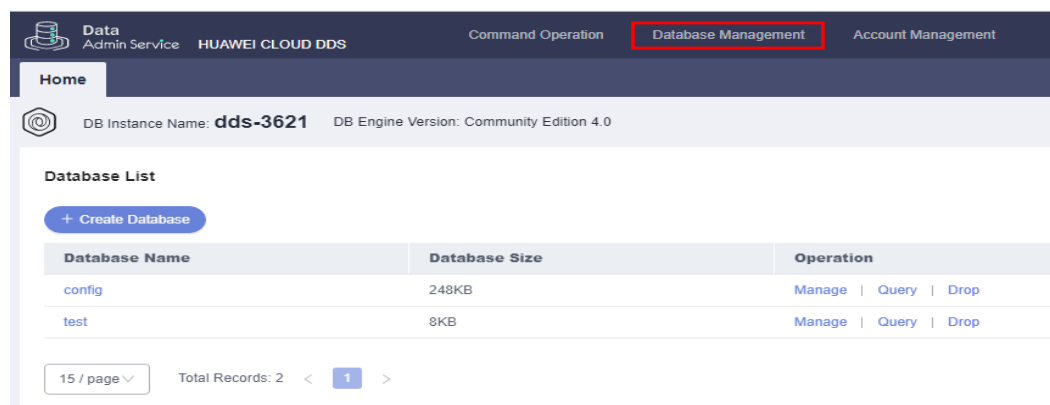 Data
Admin Service HUAWEI CLOUD DDS Command Operation Database Management Account Management
Home
DB Instance Name: dds-3621 DB Engine Version: Community Edition 4.0
Database List
+ Create Database
Database Name Database Size Operation
config 248KB Manage | Query | Drop
test 8KB Manage | Query | Drop
15 / page Total Records: 2 < 1 >